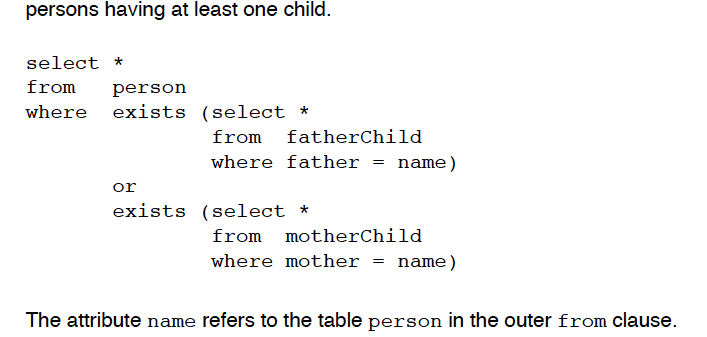 persons having at least one child.
select *
from person
where exists (select *
from fatherChild
where father = name)
or
exists (select *
from motherChild
where mother = name)
The attribute name refers to the table person in the outer from clause.